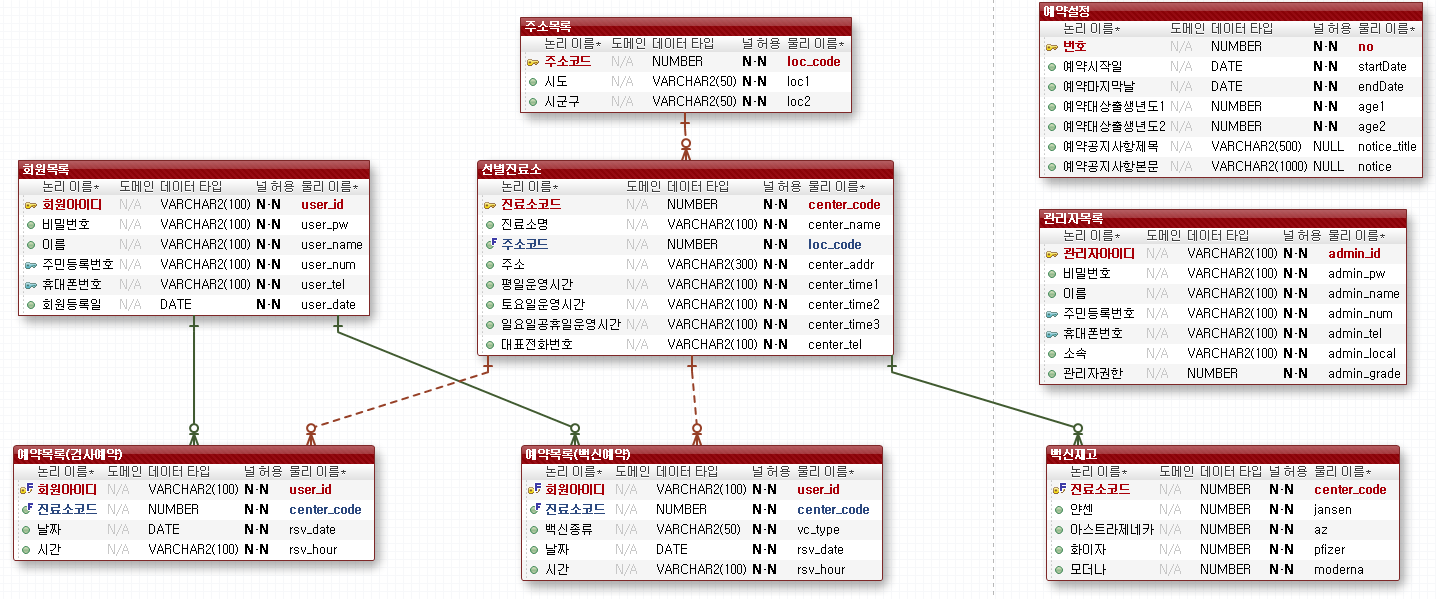 주소목록
논리 이름* 도메인 데이터 타입 널 허용 물리 이름*
주소코드 N/A NUMBER N-N loc_code
시도 N/A VARCHAR2(50) N-N loc1
시군구 N/A VARCHAR2(50) N-N loc2
예약설정
논리 이름* 도메인 데이터 타입 널 허용 물리 이름*
번호 N/A NUMBER N-N no
예약시작일 N/A DATE N-N startDate
예약마지막날 N/A DATE N-N endDate
예약대상출생년도1 N/A NUMBER N-N age1
예약대상출생년도2 N/A NUMBER N-N age2
예약공지사항제목 N/A VARCHAR2(500) NULL notice_title
예약공지사항본문 N/A VARCHAR2(1000) NULL notice
회원목록
논리 이름* 도메인 데이터 타입 널 허용 물리 이름*
회원아이디 N/A VARCHAR2(100) N-N user_id
비밀번호 N/A VARCHAR2(100) N-N user_pw
이름 N/A VARCHAR2(100) N-N user_name
주민등록번호 N/A VARCHAR2(100) N-N user_num
휴대폰번호 N/A VARCHAR2(100) N-N user_tel
회원등록일 N/A DATE N-N user_date
선별진료소
논리 이름* 도메인 데이터 타입 널 허용 물리 이름*
진료소코드 N/A NUMBER N-N center_code
진료소명 N/A VARCHAR2(100) N-N center_name
주소코드 N/A NUMBER N-N loc_code
주소 N/A VARCHAR2(300) N-N center_addr
평일운영시간 N/A VARCHAR2(100) N-N center_time1
토요일운영시간 N/A VARCHAR2(100) N-N center_time2
일요일공휴일운영시간 N/A VARCHAR2(100) N-N center_time3
대표전화번호 N/A VARCHAR2(100) N-N center_tel
관리자목록
논리 이름* 도메인 데이터 타입 널 허용 물리 이름*
관리자아이디 N/A VARCHAR2(100) N-N admin_id
비밀번호 N/A VARCHAR2(100) N-N admin_pw
이름 N/A VARCHAR2(100) N-N admin_name
주민등록번호 N/A VARCHAR2(100) N-N admin_num
휴대폰번호 N/A VARCHAR2(100) N-N admin_tel
소속 N/A VARCHAR2(100) N-N admin_local
관리자권한 N/A NUMBER N-N admin_grade
예약목록(검사예약)
논리 이름* 도메인 데이터 타입 널 허용 물리 이름*
회원아이디 N/A VARCHAR2(100) N-N user_id
진료소코드 N/A NUMBER N-N center_code
날짜 N/A DATE N-N rsv_date
시간 N/A VARCHAR2(100) N-N rsv_hour
예약목록(백신예약)
논리 이름* 도메인 데이터 타입 널 허용 물리 이름*
회원아이디 N/A VARCHAR2(100) N-N user_id
진료소코드 N/A NUMBER N-N center_code
백신종류 N/A VARCHAR2(50) N-N vc_type
날짜 N/A DATE N-N rsv_date
시간 N/A VARCHAR2(100) N-N rsv_hour
백신재고
논리 이름* 도메인 데이터 타입 널 허용 물리 이름*
진료소코드 N/A NUMBER N-N center_code
얀센 N/A NUMBER N-N jansen
아스트라제네카 N/A NUMBER N-N az
화이자 N/A NUMBER N-N pfizer
모더나 N/A NUMBER N-N moderna